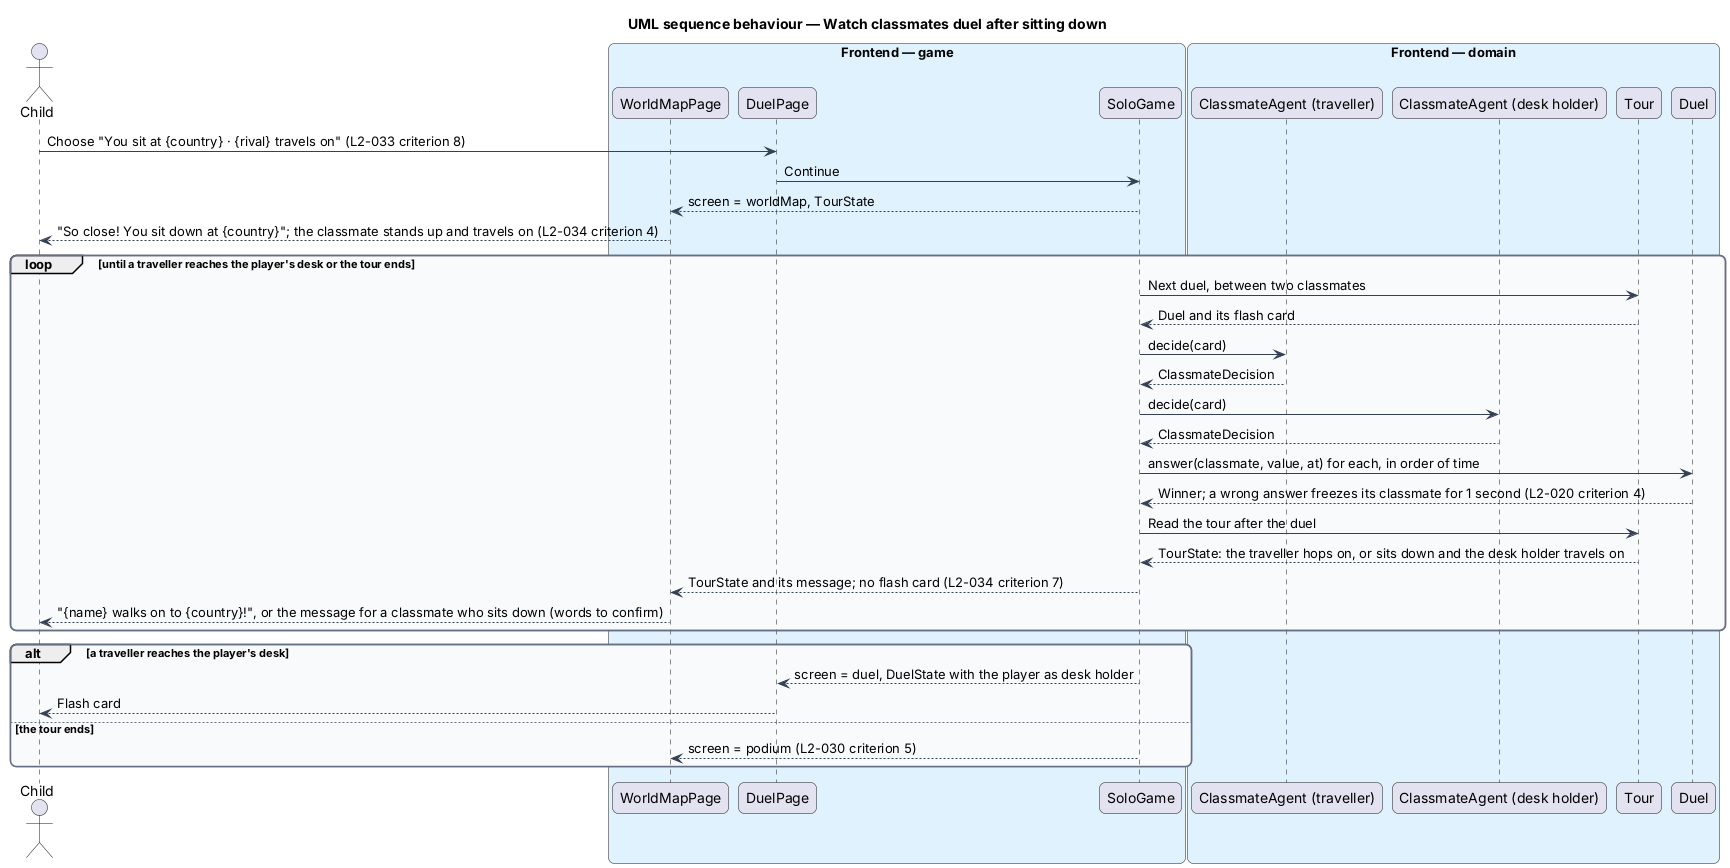 UML sequence behaviour — Watch classmates duel after sitting down
Frontend — game
Frontend — domain
Child
WorldMapPage
DuelPage
SoloGame
ClassmateAgent (traveller)
ClassmateAgent (desk holder)
Tour
Duel
Choose "You sit at {country} · {rival} travels on" (L2-033 criterion 8)
Continue
screen = worldMap, TourState
"So close! You sit down at {country}"; the classmate stands up and travels on (L2-034 criterion 4)
loop
[until a traveller reaches the player's desk or the tour ends]
Next duel, between two classmates
Duel and its flash card
decide(card)
ClassmateDecision
decide(card)
ClassmateDecision
answer(classmate, value, at) for each, in order of time
Winner; a wrong answer freezes its classmate for 1 second (L2-020 criterion 4)
Read the tour after the duel
TourState: the traveller hops on, or sits down and the desk holder travels on
TourState and its message; no flash card (L2-034 criterion 7)
"{name} walks on to {country}!", or the message for a classmate who sits down (words to confirm)
alt
[a traveller reaches the player's desk]
screen = duel, DuelState with the player as desk holder
Flash card
[the tour ends]
screen = podium (L2-030 criterion 5)
Child
WorldMapPage
DuelPage
SoloGame
ClassmateAgent (traveller)
ClassmateAgent (desk holder)
Tour
Duel